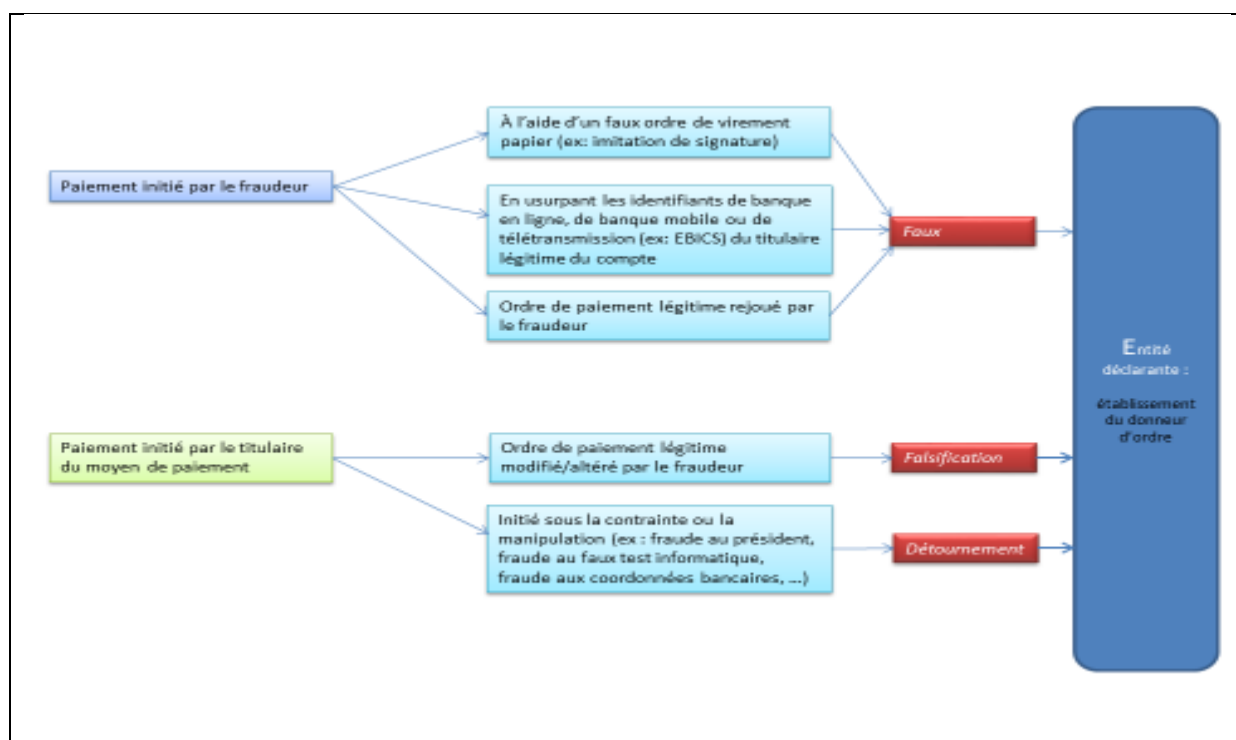 À l'aide d'un faux ordre de virement
papier (ex: imitation de signature)
Paiement initié par le fraudeur
En usurpant les identifiants de banque
en ligne, de banque mobile ou de
télétransmission (ex: EBICS) du titulaire
légitime du compte
Faux
Ordre de paiement légitime rejoué par
le fraudeur
Entité
déclarante :
établissement
du donneur
d'ordre
Paiement initié par le titulaire
du moyen de paiement
Ordre de paiement légitime
modifié/altéré par le fraudeur
Falsification
Initié sous la contrainte ou la
manipulation (ex : fraude au président,
fraude au faux test informatique,
fraude aux coordonnées bancaires, ...)
Détournement